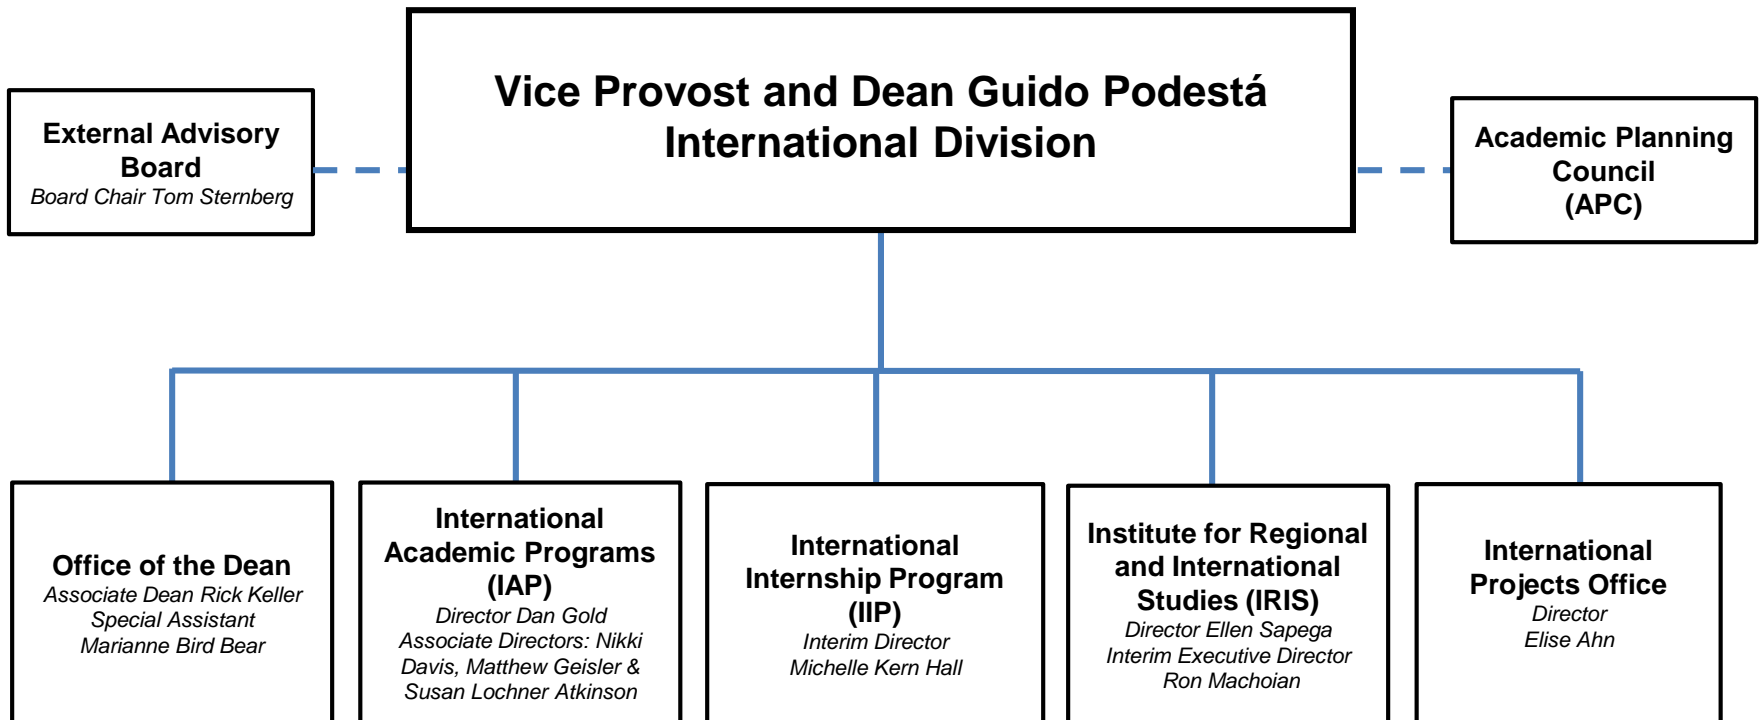 Vice Provost and Dean Guido Podestá
International Division
External Advisory
Board
Board Chair Tom Sternberg
Academic Planning
Council
(APC)
Office of the Dean
Associate Dean Rick Keller
Special Assistant
Marianne Bird Bear
International
Academic Programs
(IAP)
Director Dan Gold
Associate Directors: Nikki
Davis, Matthew Geisler &
Susan Lochner Atkinson
International
Internship Program
(IIP)
Interim Director
Michelle Kern Hall
Institute for Regional
and International
Studies (IRIS)
Director Ellen Sapega
Interim Executive Director
Ron Machoian
International
Projects Office
Director
Elise Ahn